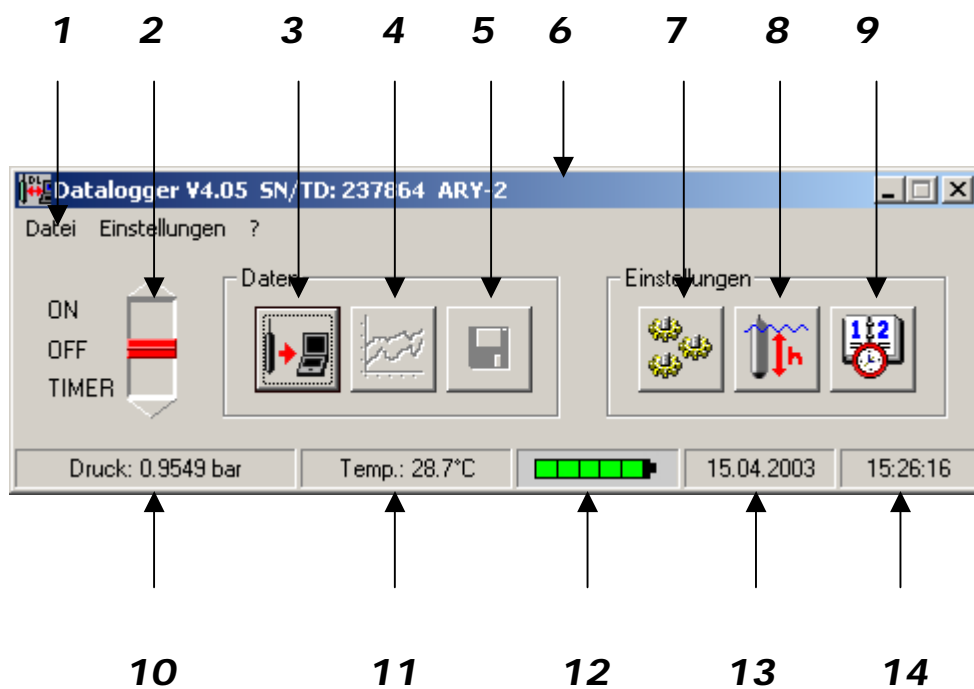 1 2 3 4 5 6 7 8 9
Datalogger V4.05 SN/TD: 237864 ARY-2
Datei Einstellungen ?
Daten
Einstellungen
ON
OFF
TIMER
1 2
h
Druck: 0.9549 bar Temp.: 28.7°C 15.04.2003 15:26:16
10 11 12 13 14